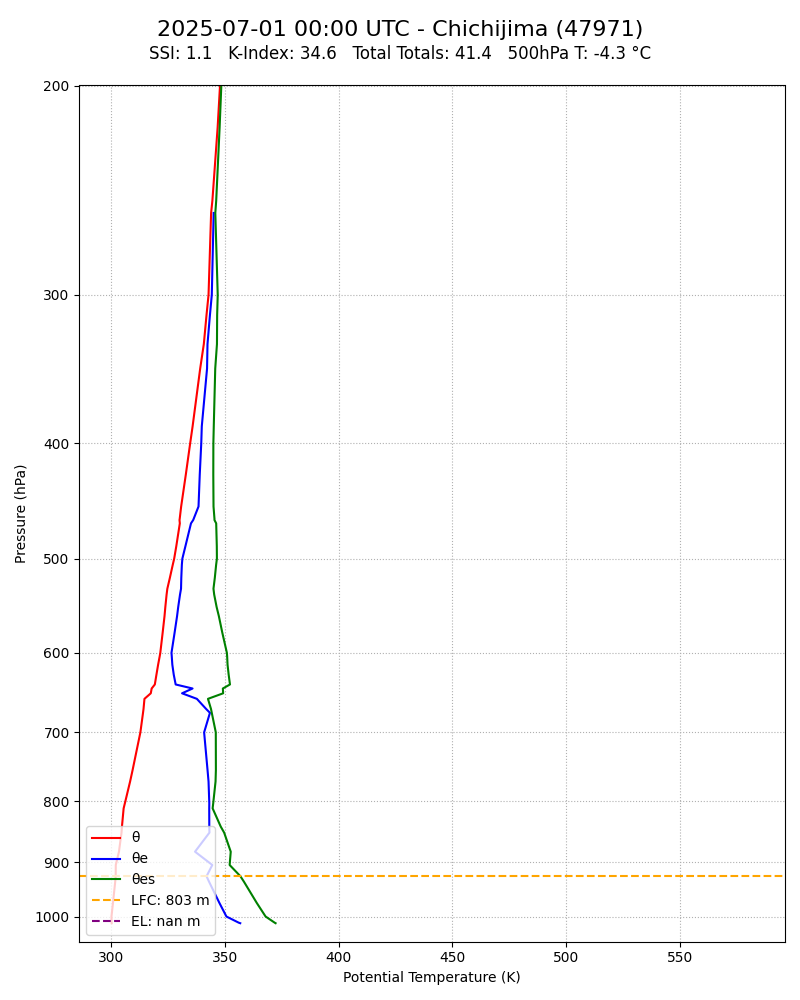 2025-07-01 00:00 UTC - Chichijima (47971)
SSI: 1.1   K-Index: 34.6   Total Totals: 41.4   500hPa T: -4.3 °C
200
300
400
500
600
700
800
900
1000
Pressure (hPa)
θ
θe
θes
LFC: 803 m
EL: nan m
300 350 400 450 500 550
Potential Temperature (K)